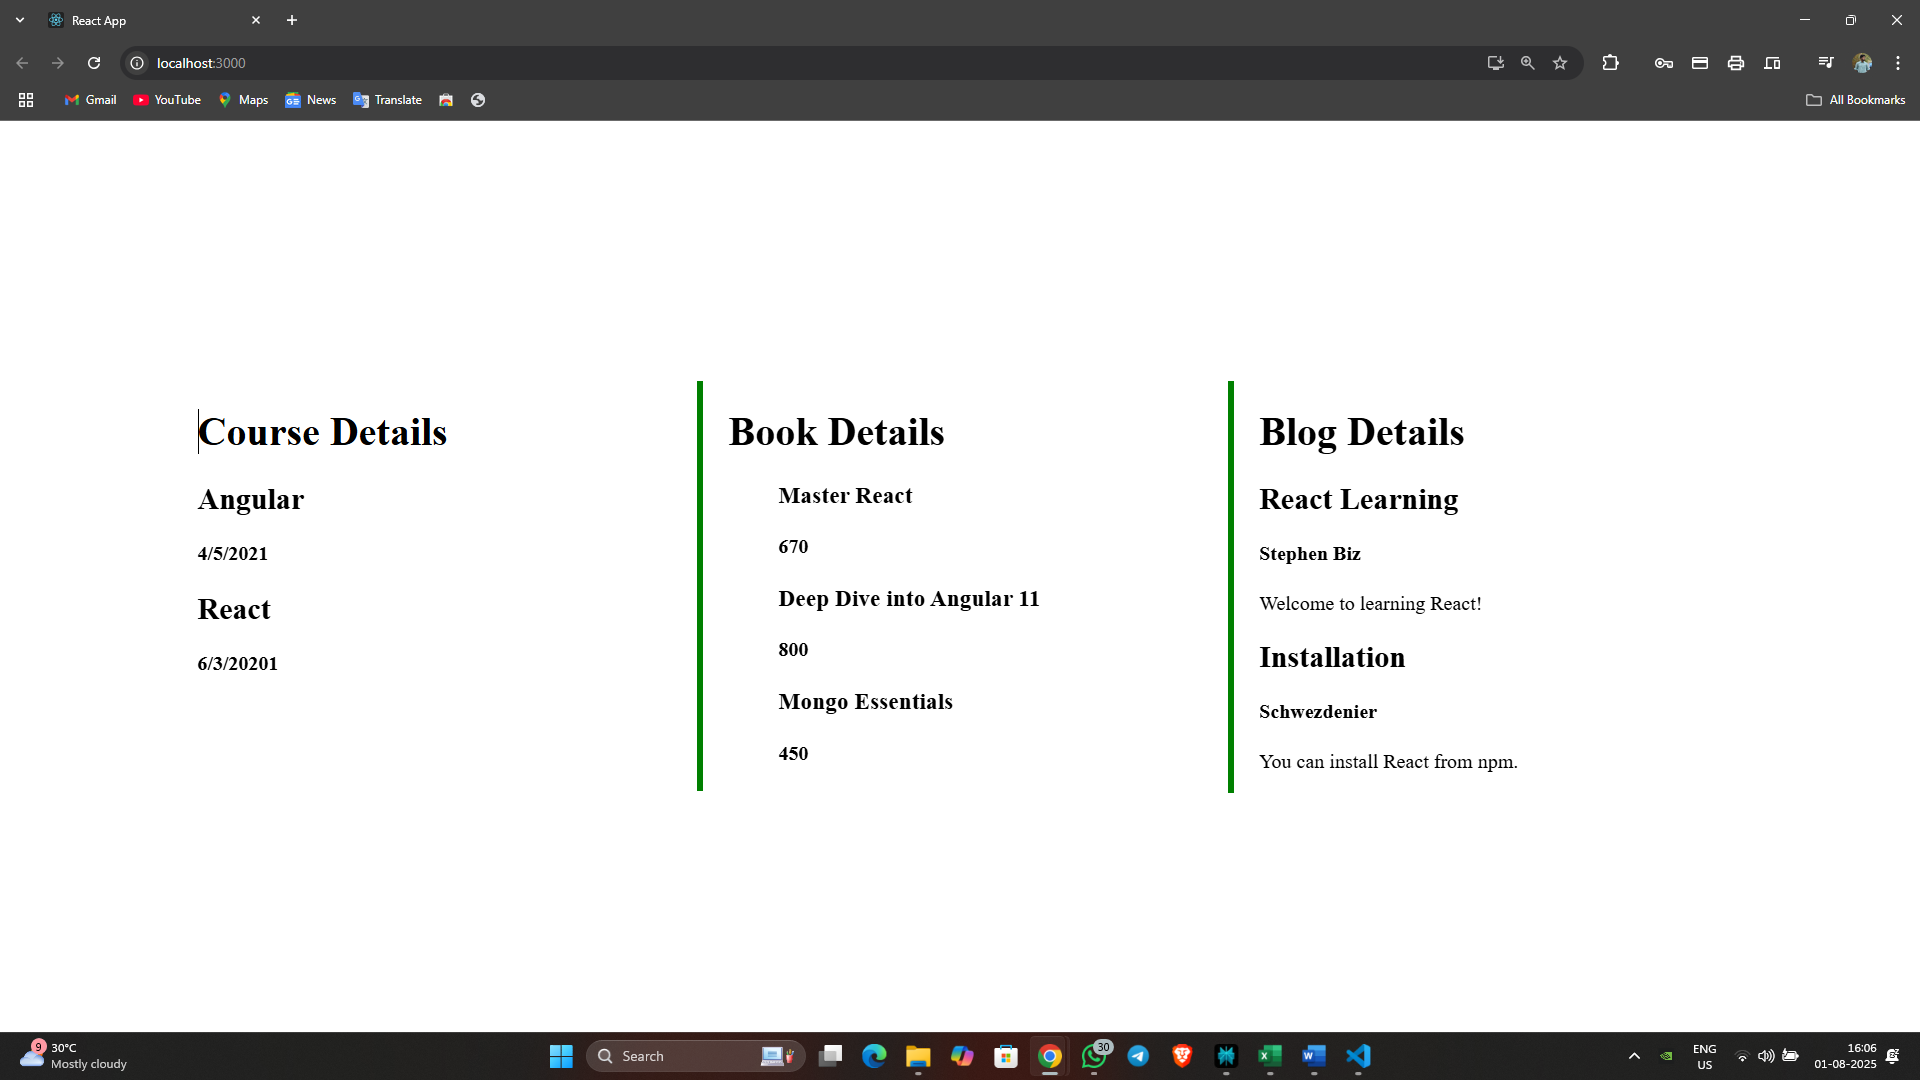 React App
localhost:3000
Gmail
YouTube
Maps
News
Translate
All Bookmarks
Course Details
Angular
4/5/2021
React
6/3/20201
Book Details
Master React
670
Deep Dive into Angular 11
800
Mongo Essentials
450
Blog Details
React Learning
Stephen Biz
Welcome to learning React!
Installation
Schwezdenier
You can install React from npm.
9
30°C
Mostly cloudy
Search
30
ENG
US
16:06
01-08-2025